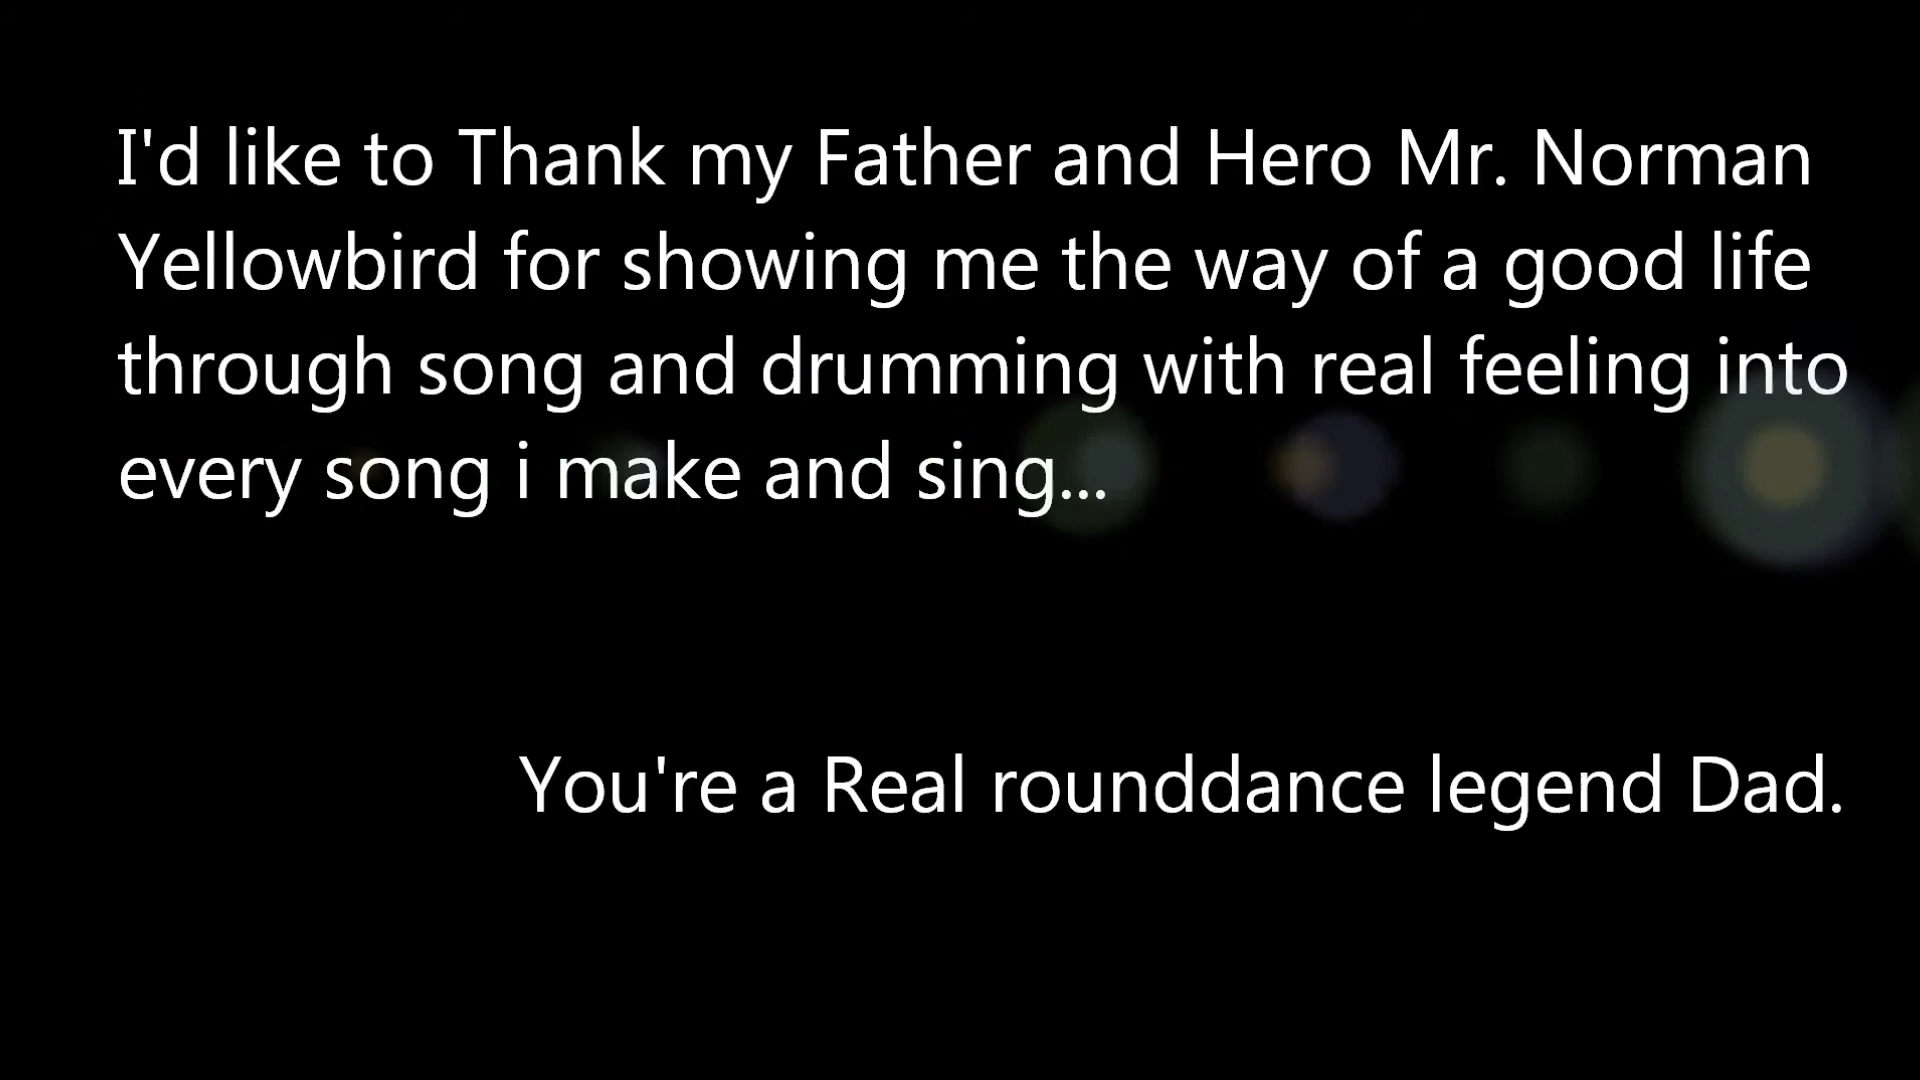 I'd like to Thank my Father and Hero Mr. Norman
Yellowbird for showing me the way of a good life
through song and drumming with real feeling into
every song i make and sing...
You're a Real rounddance legend Dad.